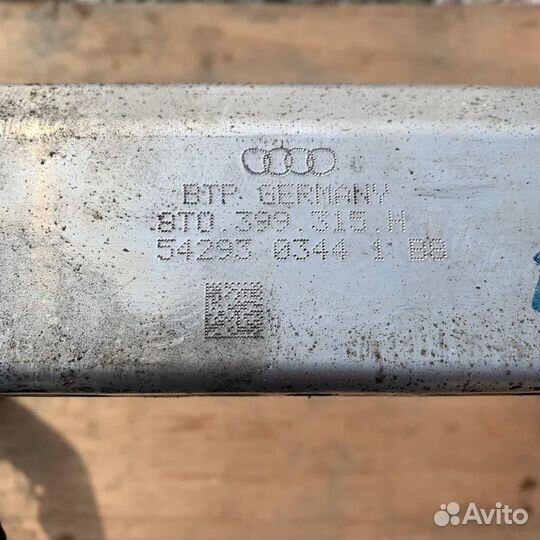 BTP GERMANY
8T0.399.315.H
54293 0344 1 B8
Avito